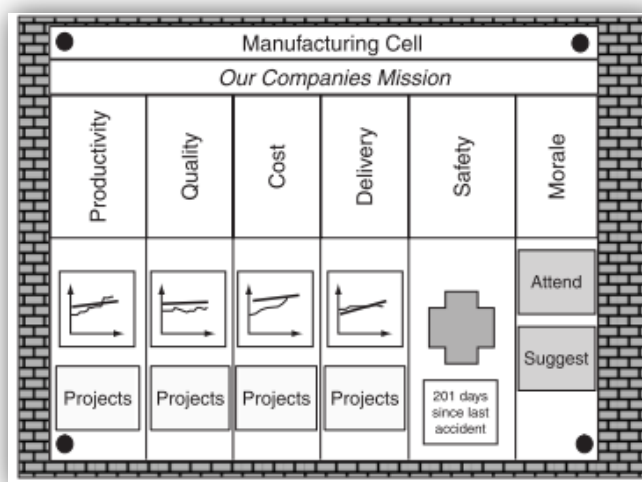 Manufacturing Cell
Our Companies Mission
Productivity
Quality
Cost
Delivery
Safety
Morale
Attend
Suggest
Projects
Projects
Projects
Projects
201 days
since last
accident